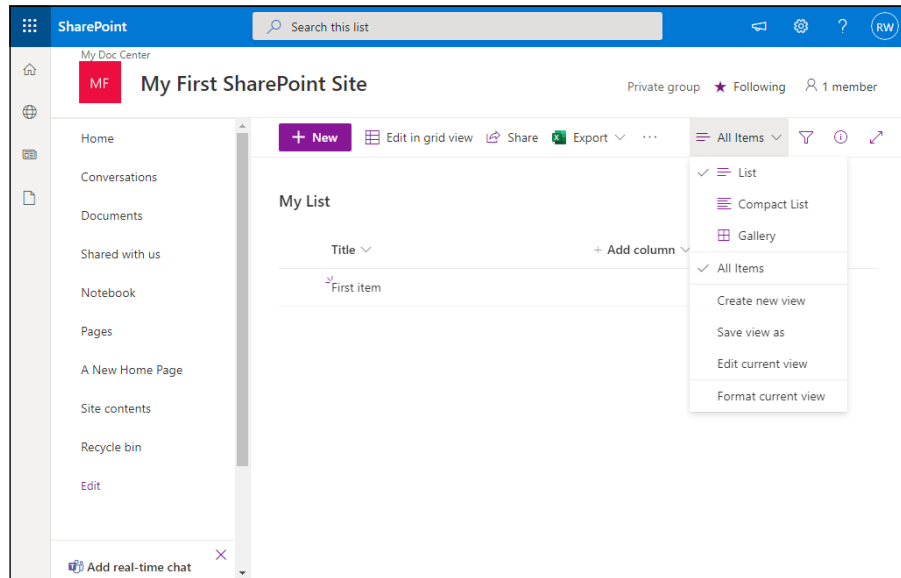 SharePoint
Search this list
RW
My Doc Center
MF
My First SharePoint Site
Private group
Following
1 member
Home
Conversations
Documents
Shared with us
Notebook
Pages
A New Home Page
Site contents
Recycle bin
Edit
Add real-time chat
+ New
Edit in grid view
Share
Export
...
All Items
My List
Title
+ Add column
First item
List
Compact List
Gallery
All Items
Create new view
Save view as
Edit current view
Format current view